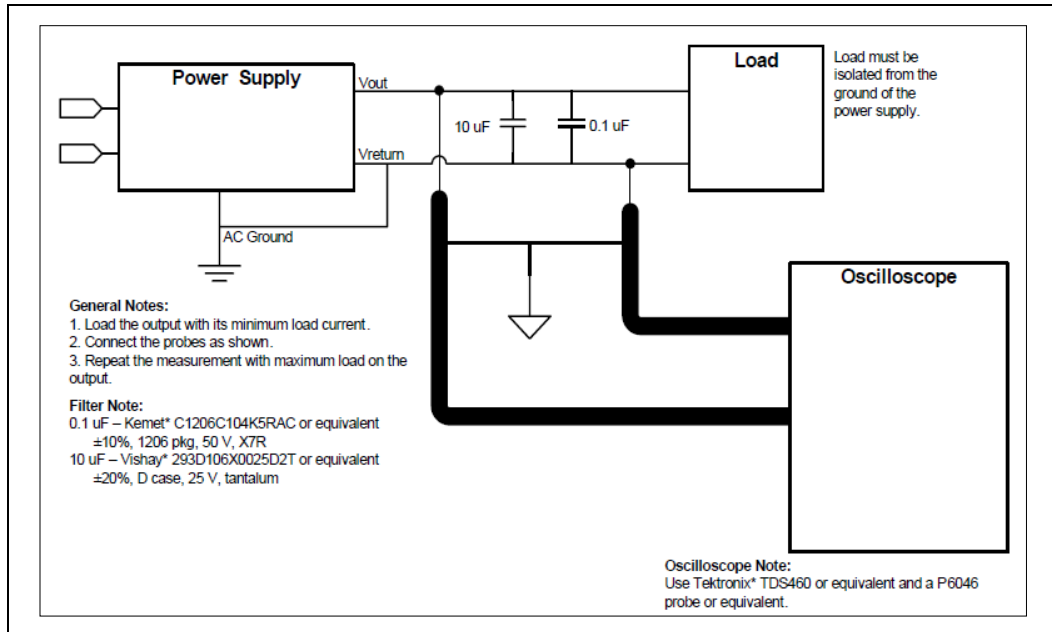 Power Supply
Vout
Vreturn
10 uF
0.1 uF
Load
Load must be
isolated from the
ground of the
power supply.
AC Ground
Oscilloscope
General Notes:
1. Load the output with its minimum load current.
2. Connect the probes as shown.
3. Repeat the measurement with maximum load on the
output.
Filter Note:
0.1 uF – Kemet* C1206C104K5RAC or equivalent
±10%, 1206 pkg, 50 V, X7R
10 uF – Vishay* 293D106X0025D2T or equivalent
±20%, D case, 25 V, tantalum
Oscilloscope Note:
Use Tektronix* TDS460 or equivalent and a P6046
probe or equivalent.